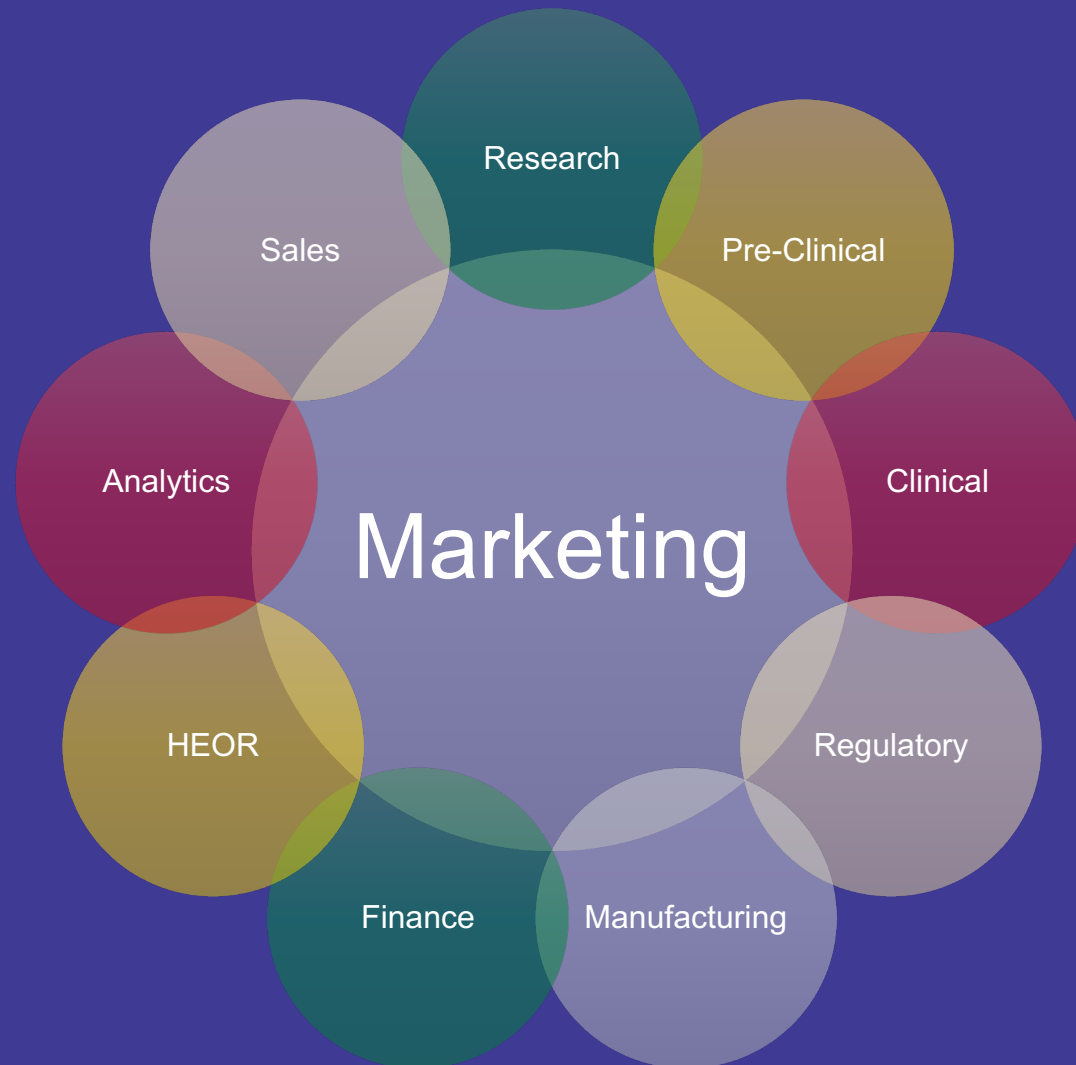 Research
Pre-Clinical
Clinical
Regulatory
Manufacturing
Finance
HEOR
Analytics
Sales
Marketing